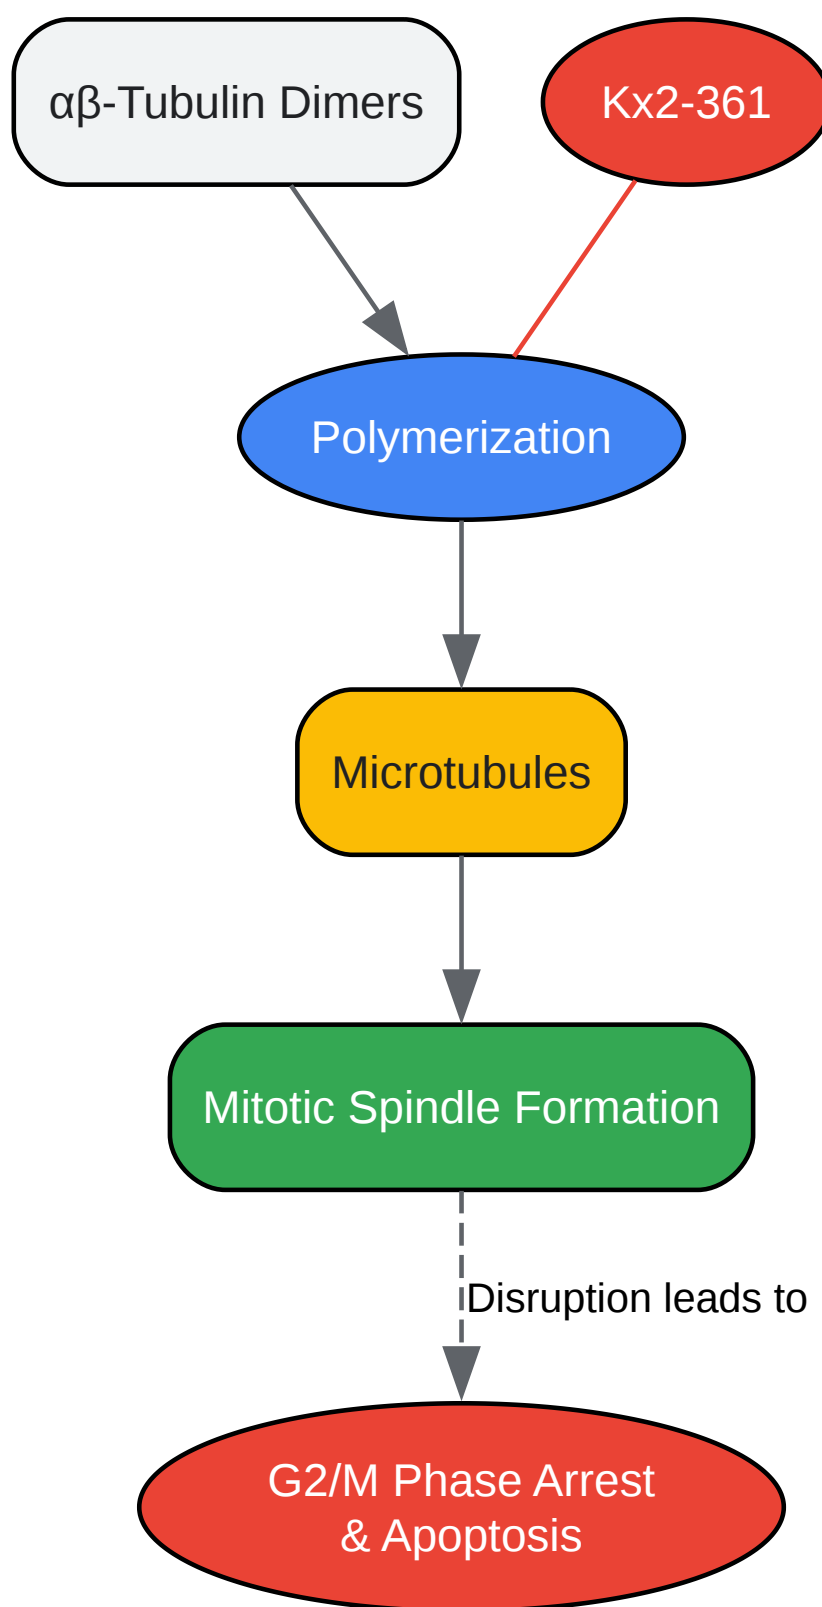 αβ-Tubulin Dimers
Kx2-361
Polymerization
Microtubules
Mitotic Spindle Formation
Disruption leads to
G2/M Phase Arrest
& Apoptosis